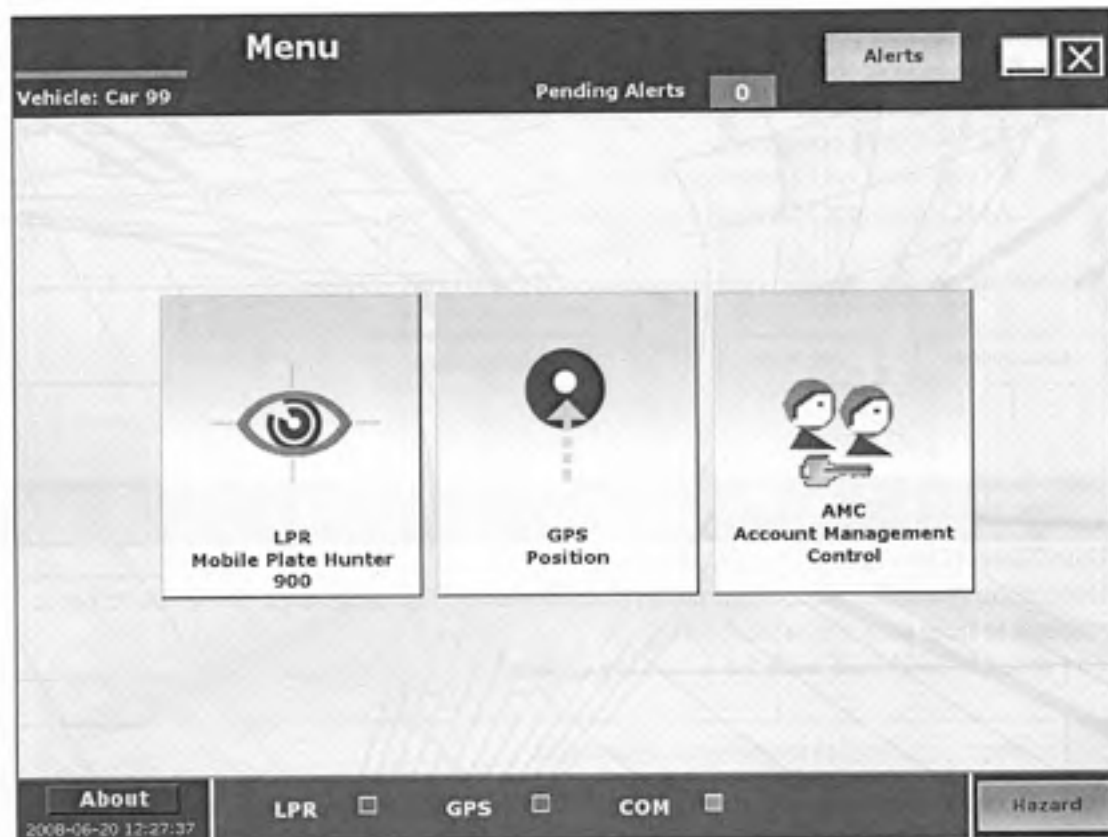 Menu
Alerts
Vehicle: Car 99
Pending Alerts 0
LPR
Mobile Plate Hunter
900
GPS
Position
AMC
Account Management
Control
About
2008-06-20 12:27:37
LPR
GPS
COM
Hazard